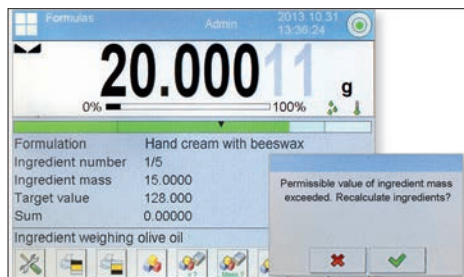 Formulas Admin 2013.10.31
13:36:24
20.00011 g
0% 100%
Formulation Hand cream with beeswax
Ingredient number 1/5
Ingredient mass 15.0000
Target value 128.000
Sum 0.00000
Ingredient weighing olive oil
Permissible value of ingredient mass
exceeded. Recalculate ingredients?